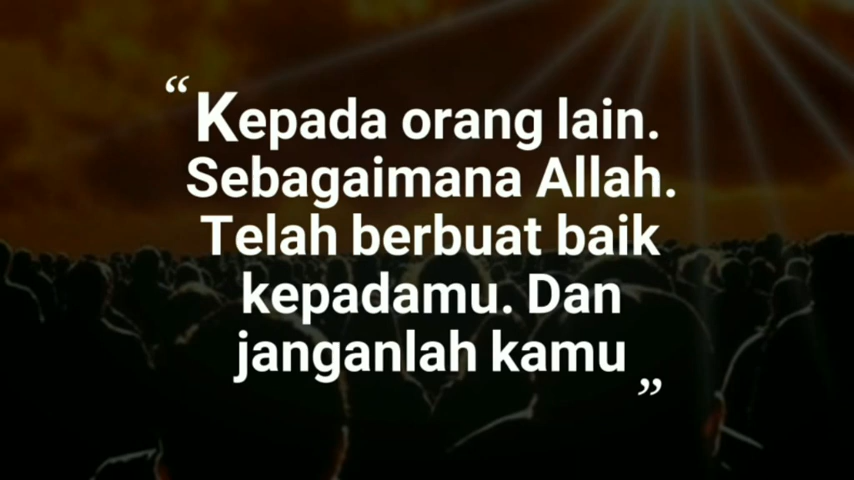 “Kepada orang lain.
Sebagaimana Allah.
Telah berbuat baik
kepadamu. Dan
janganlah kamu”